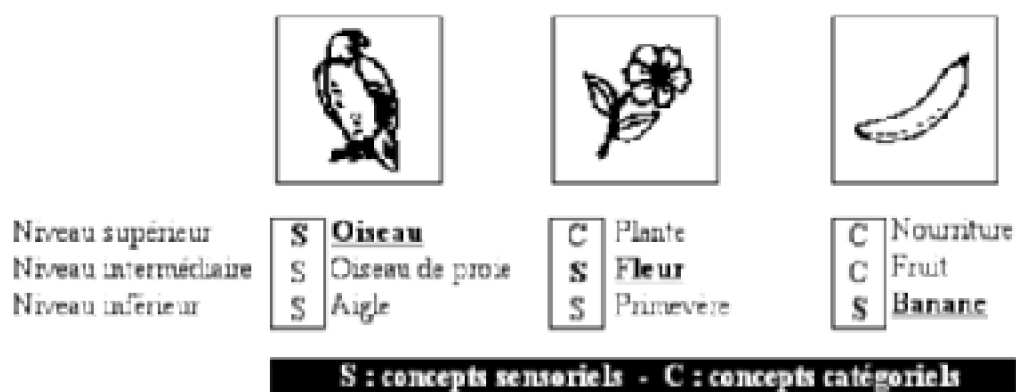 Niveau supérieur S Oiseau C Plante C Nourriture
Niveau intermédiaire S Oiseau de proie S Fleur C Fruit
Niveau inférieur S Aigle S Primevère S Banane
S : concepts sensoriels - C : concepts catégoriels